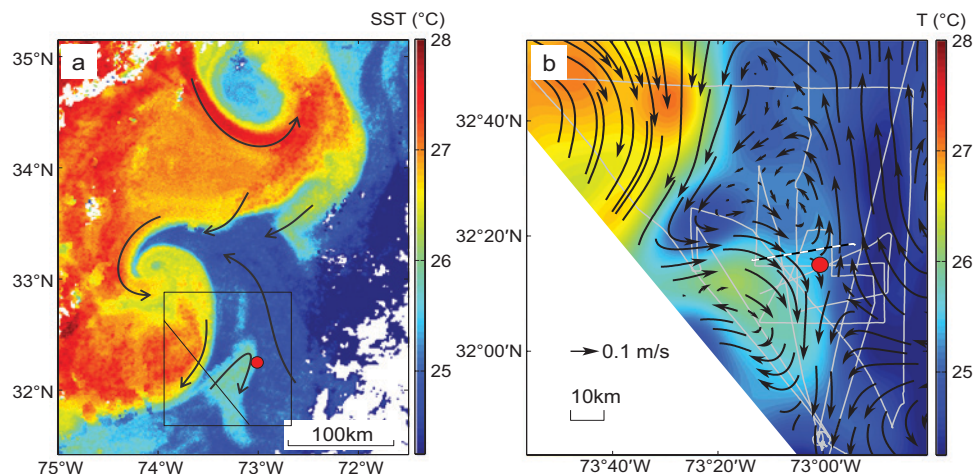 SST (°C)
T (°C)
35°N
34°N
33°N
32°N
a
28
27
26
25
100km
75°W
74°W
73°W
72°W
b
32°40′N
32°20′N
32°00′N
0.1 m/s
10km
28
27
26
25
73°40′W
73°20′W
73°00′W